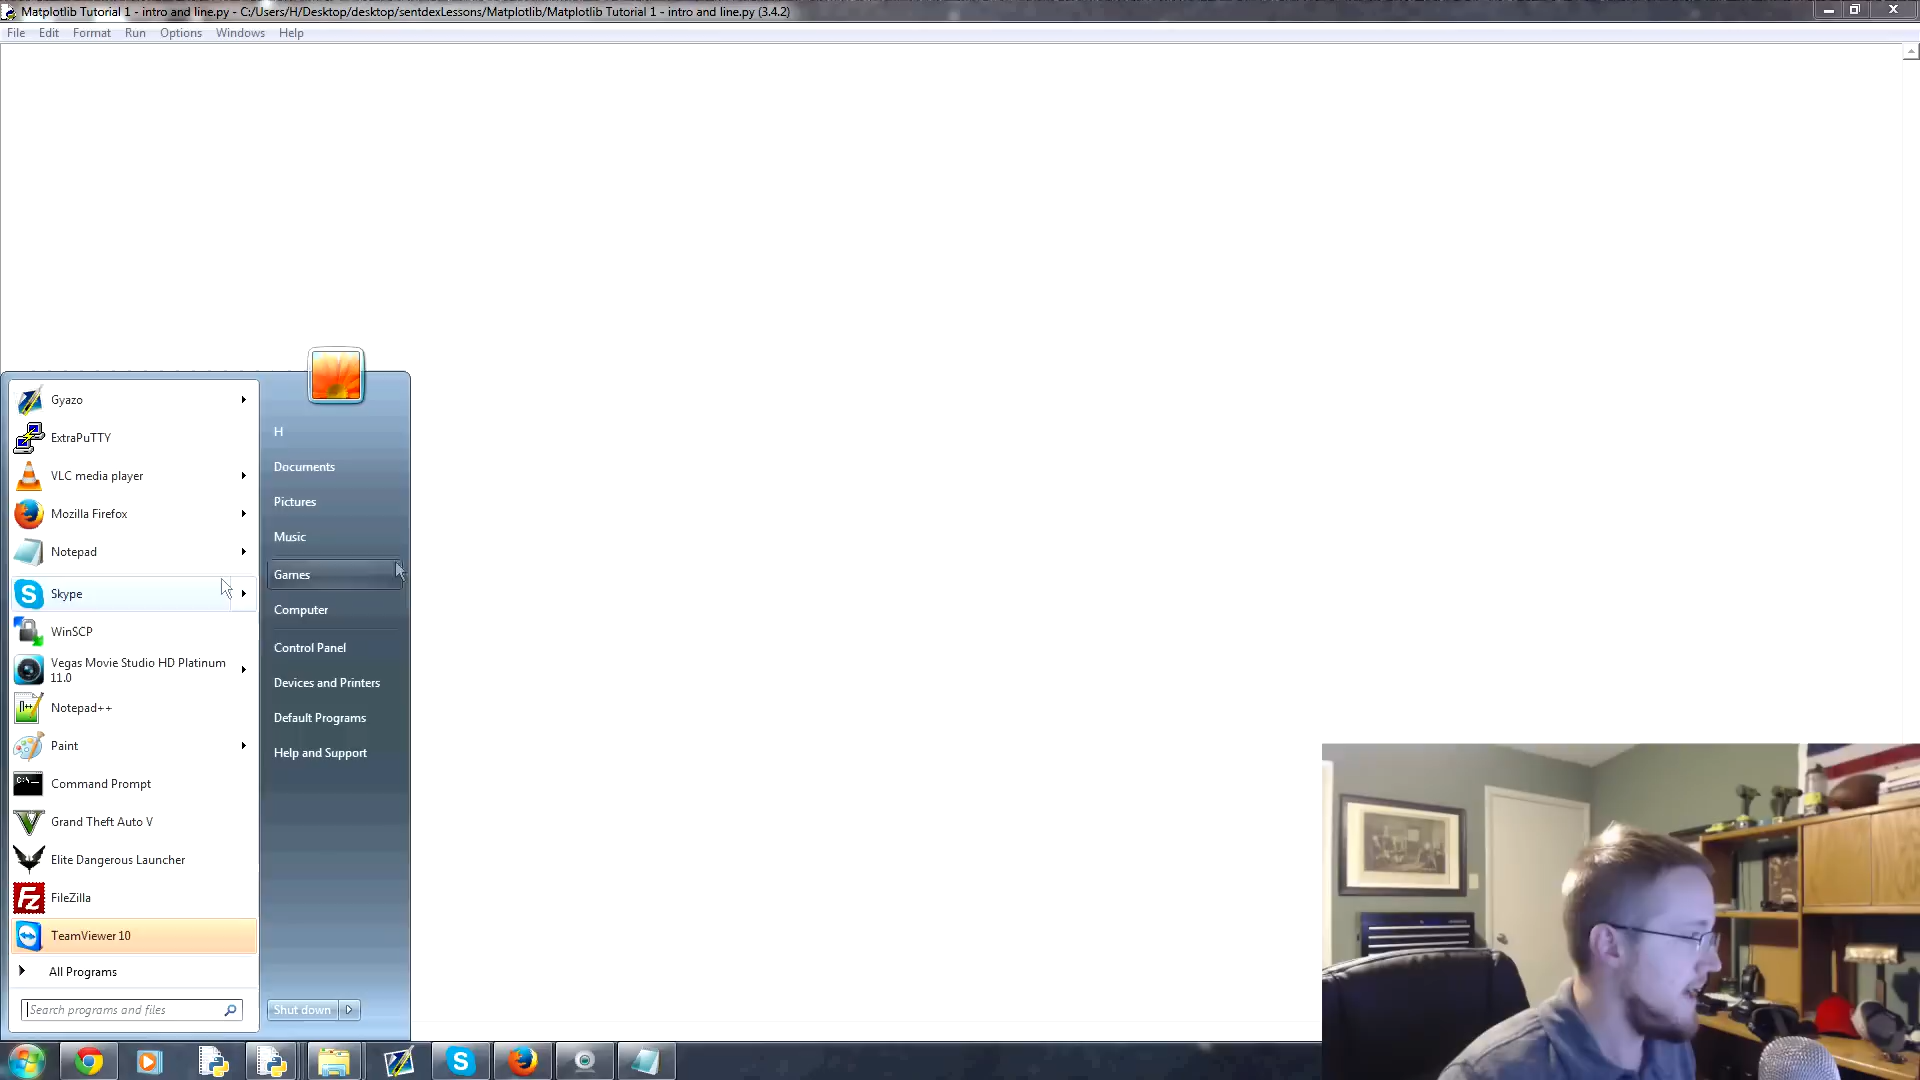 Matplotlib Tutorial 1 - intro and line.py - C:/Users/H/Desktop/desktop/sentdexLessons/Matplotlib/Matplotlib Tutorial 1 - intro and line.py (3.4.2)
File Edit Format Run Options Windows Help
Gyazo
ExtraPuTTY
VLC media player
Mozilla Firefox
Notepad
Skype
WinSCP
Vegas Movie Studio HD Platinum
11.0
Notepad++
Paint
Command Prompt
Grand Theft Auto V
Elite Dangerous Launcher
FileZilla
TeamViewer 10
All Programs
Search programs and files
H
Documents
Pictures
Music
Games
Computer
Control Panel
Devices and Printers
Default Programs
Help and Support
Shut down